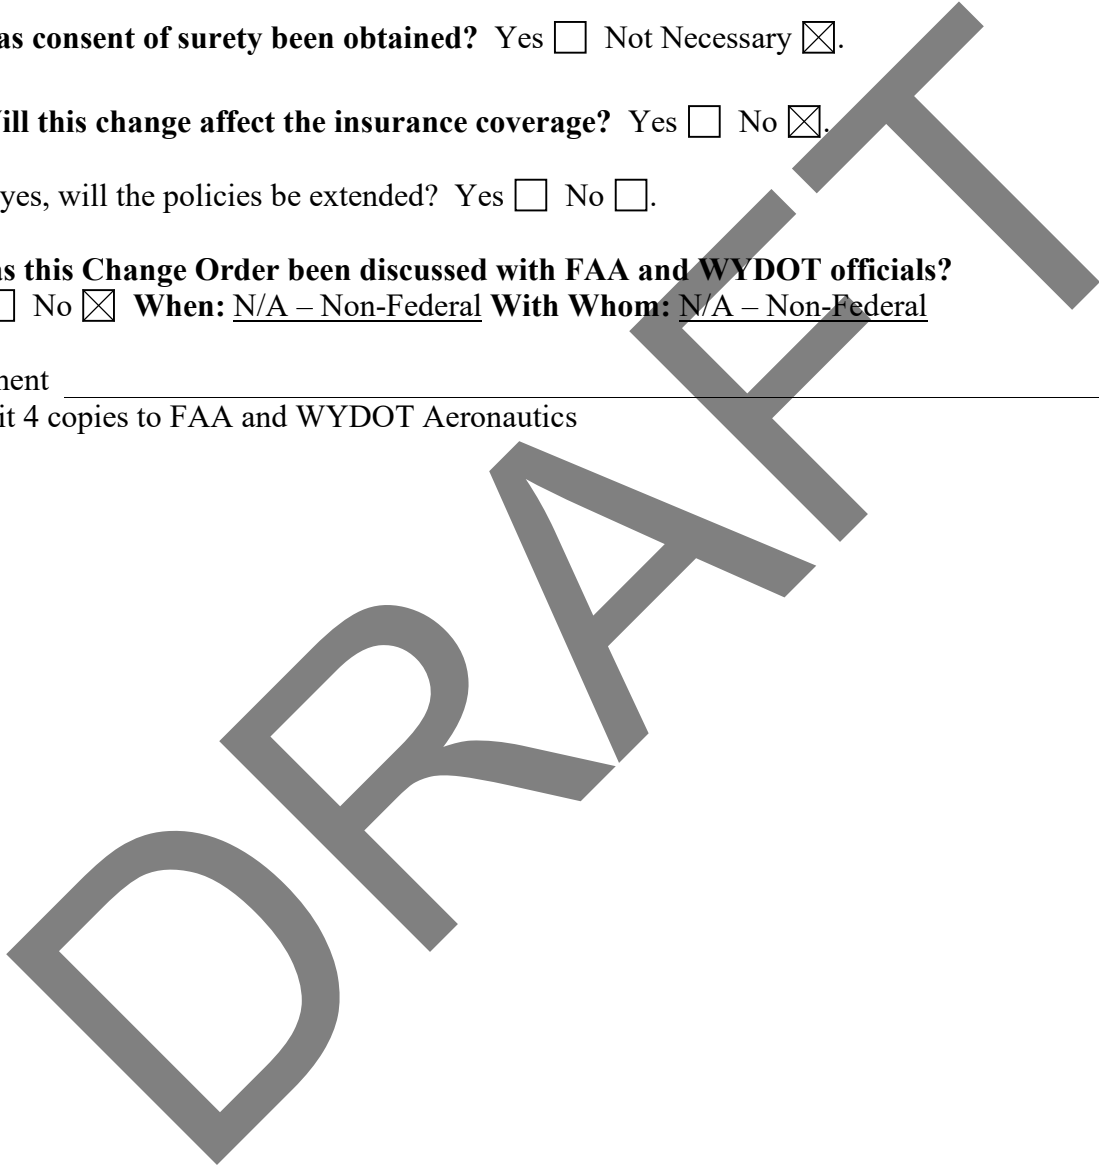 as consent of surety been obtained? Yes ☐ Not Necessary ☒.
ill this change affect the insurance coverage? Yes ☐ No ☒.
yes, will the policies be extended? Yes ☐ No ☐.
as this Change Order been discussed with FAA and WYDOT officials?
No ☒ When: N/A – Non-Federal With Whom: N/A – Non-Federal
nent
it 4 copies to FAA and WYDOT Aeronautics
DRAFT